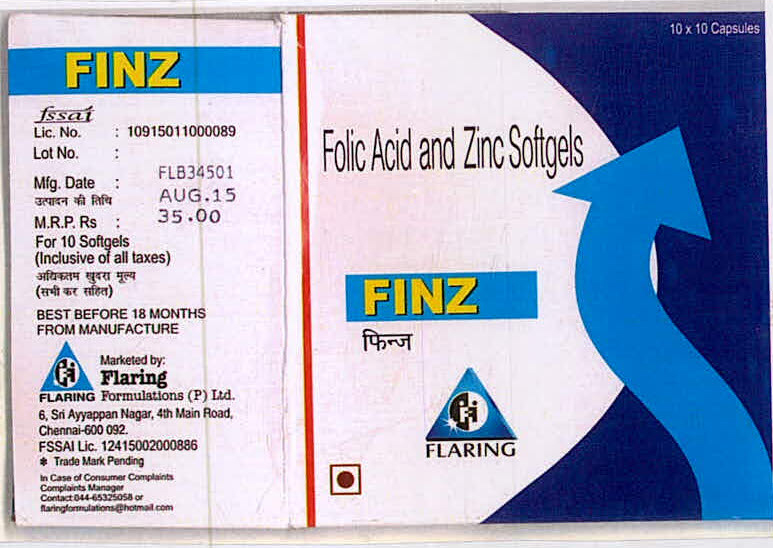 FINZ
fssai
Lic. No. : 10915011000089
Lot No. : FLB34501
Mfg. Date : AUG.15
उत्पादन की तिथि
M.R.P. Rs : 35.00
For 10 Softgels
(Inclusive of all taxes)
अधिकतम खुदरा मूल्य
(सभी कर सहित)
BEST BEFORE 18 MONTHS
FROM MANUFACTURE
Marketed by:
Flaring
FLARING Formulations (P) Ltd.
6, Sri Ayyappan Nagar, 4th Main Road,
Chennai-600 092.
FSSAI Lic. 12415002000886
* Trade Mark Pending
In Case of Consumer Complaints
Complaints Manager
Contact:044-65325058 or
flaringformulations@hotmail.com
10 x 10 Capsules
Folic Acid and Zinc Softgels
FINZ
फिन्ज
FLARING